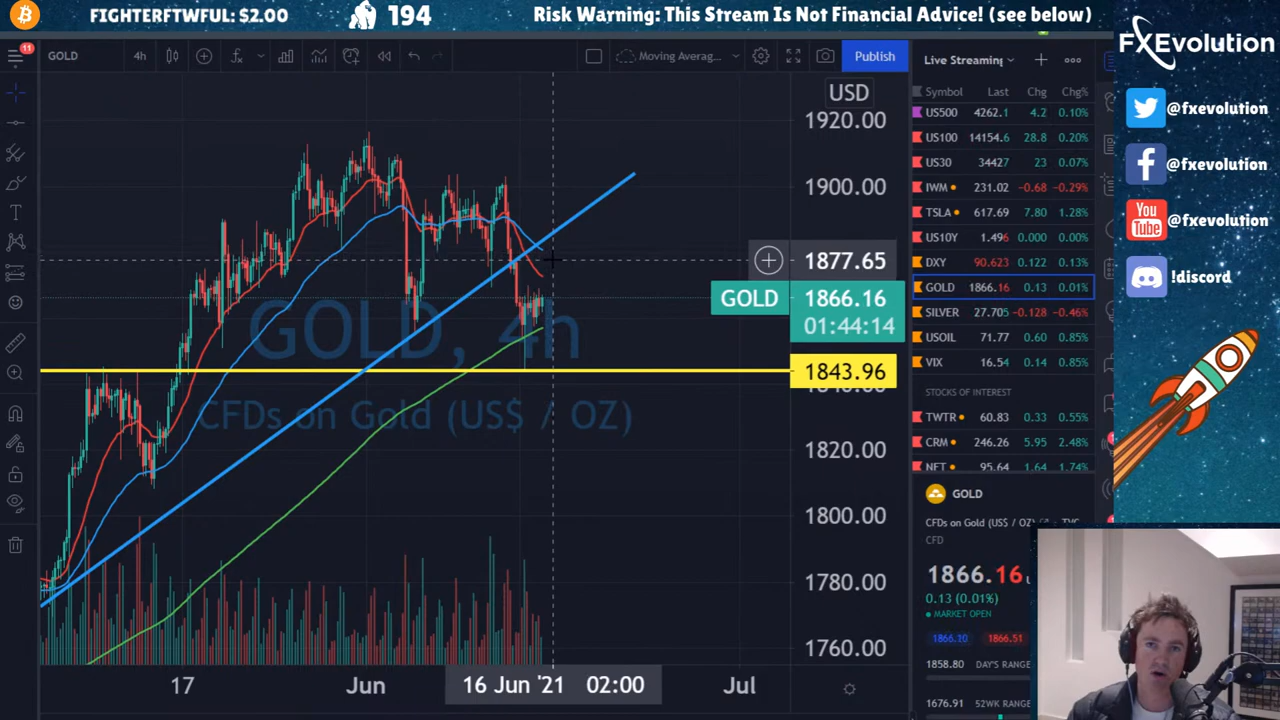 FIGHTERFTWFUL: $2.00
194
Risk Warning: This Stream Is Not Financial Advice! (see below)
FXEvolution
11
GOLD
4h
Moving Averag...
Publish
Live Streaming
USD
Symbol Last Chg Chg%
US500 4262.1 4.2 0.10%
US100 14154.6 28.8 0.20%
US30 34427 23 0.07%
IWM 231.02 -0.68 -0.29%
TSLA 617.69 7.80 1.28%
US10Y 1.496 0.000 0.00%
DXY 90.623 0.122 0.13%
GOLD 1866.16 0.13 0.01%
SILVER 27.705 -0.128 -0.46%
USOIL 71.77 0.60 0.85%
VIX 16.54 0.14 0.85%
STOCKS OF INTEREST
TWTR 60.83 0.33 0.55%
CRM 246.26 5.95 2.48%
NET 95.64 1.64 1.74%
@fxevolution
@fxevolution
You Tube @fxevolution
!discord
1920.00
1900.00
1877.65
GOLD 1866.16
01:44:14
1843.96
1820.00
1800.00
1780.00
1760.00
GOLD, 4h
CFDs on Gold (US$ / OZ)
17 Jun 16 Jun '21 02:00 Jul
GOLD
CFDs on Gold (US$ / OZ)
CFD
1866.16
0.13 (0.01%)
MARKET OPEN
1866.10 1866.51
1858.80 DAY'S RANGE
1676.91 52WK RANGE